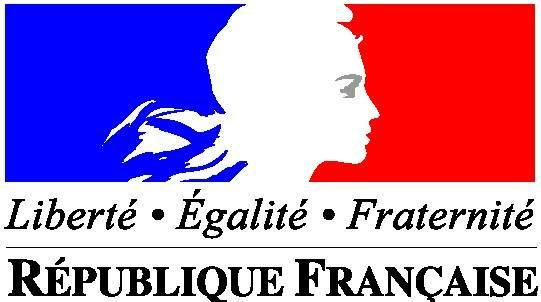 Liberté • Égalité • Fraternité
RÉPUBLIQUE FRANÇAISE